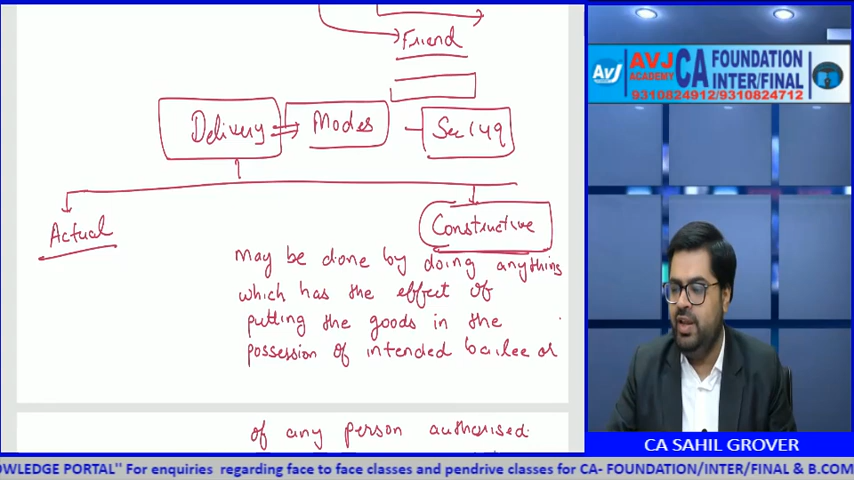 Friend
Delivery
Modes
Sec 149
Actual
Constructive
May be done by doing anything
which has the effect of
putting the goods in the
possession of intended bailee or
of any person authorised
AVJ
AVJ
ACADEMY
CA
FOUNDATION
INTER/FINAL
9310824912/9310824712
CA SAHIL GROVER
OWLEDGE PORTAL" For enquiries regarding face to face classes and pendrive classes for CA- FOUNDATION/INTER/FINAL & B.COM